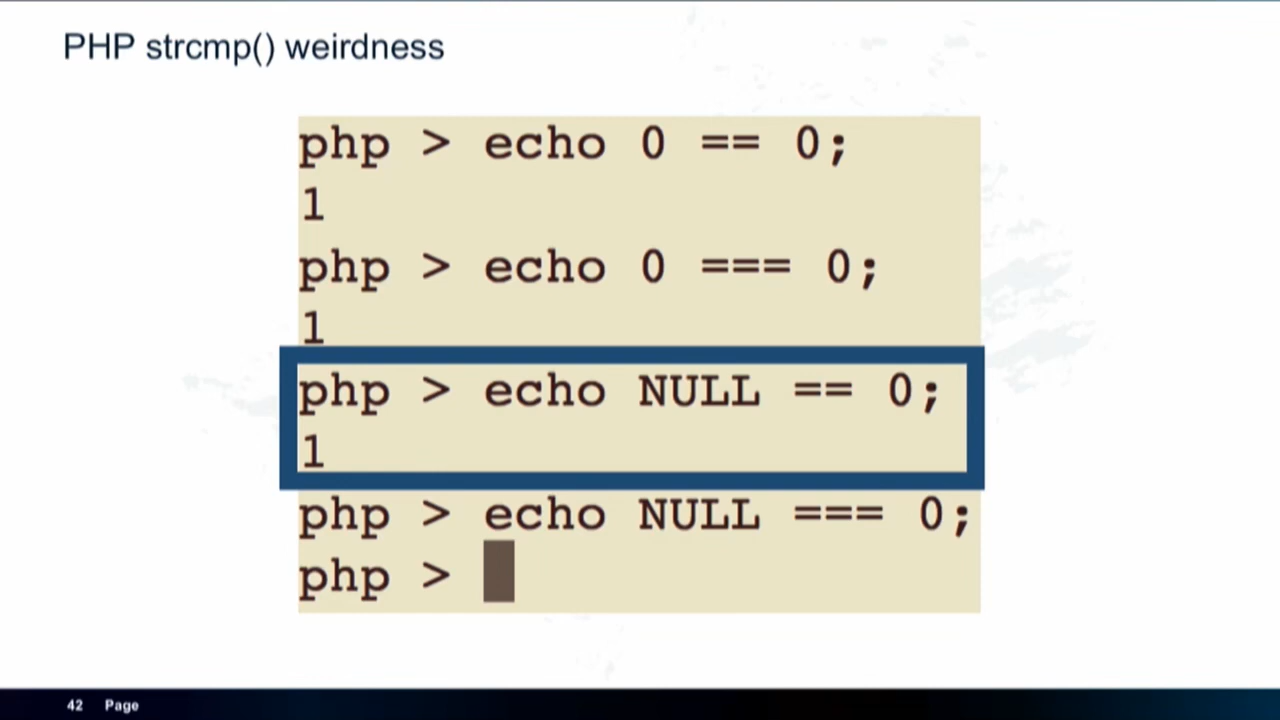 PHP strcmp() weirdness
php > echo 0 == 0;
1
php > echo 0 === 0;
1
php > echo NULL == 0;
1
php > echo NULL === 0;
php >
42 Page